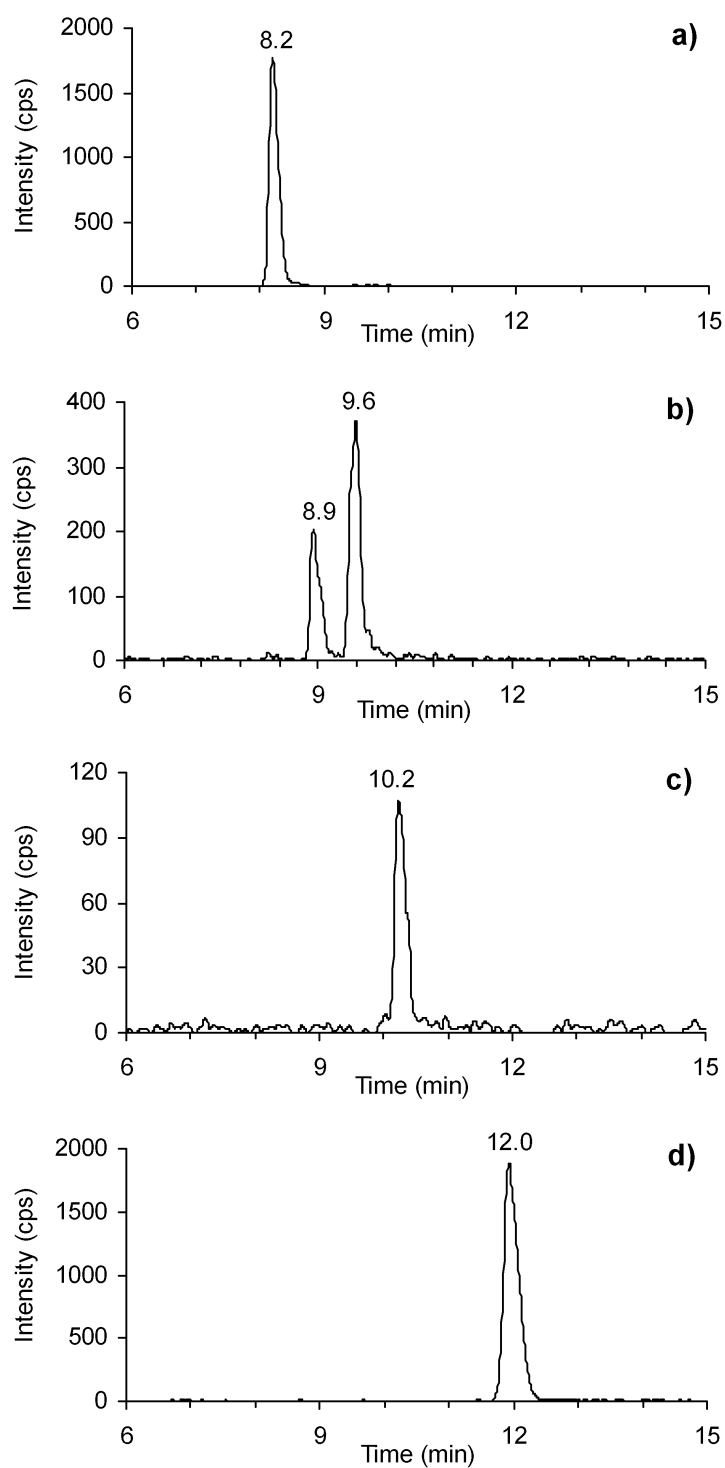 a)
8.2
2000
1500
1000
500
0
Intensity (cps)
6 9 12 15
Time (min)
b)
9.6
8.9
400
300
200
100
0
Intensity (cps)
6 9 12 15
Time (min)
c)
10.2
120
90
60
30
0
Intensity (cps)
6 9 12 15
Time (min)
d)
12.0
2000
1500
1000
500
0
Intensity (cps)
6 9 12 15
Time (min)